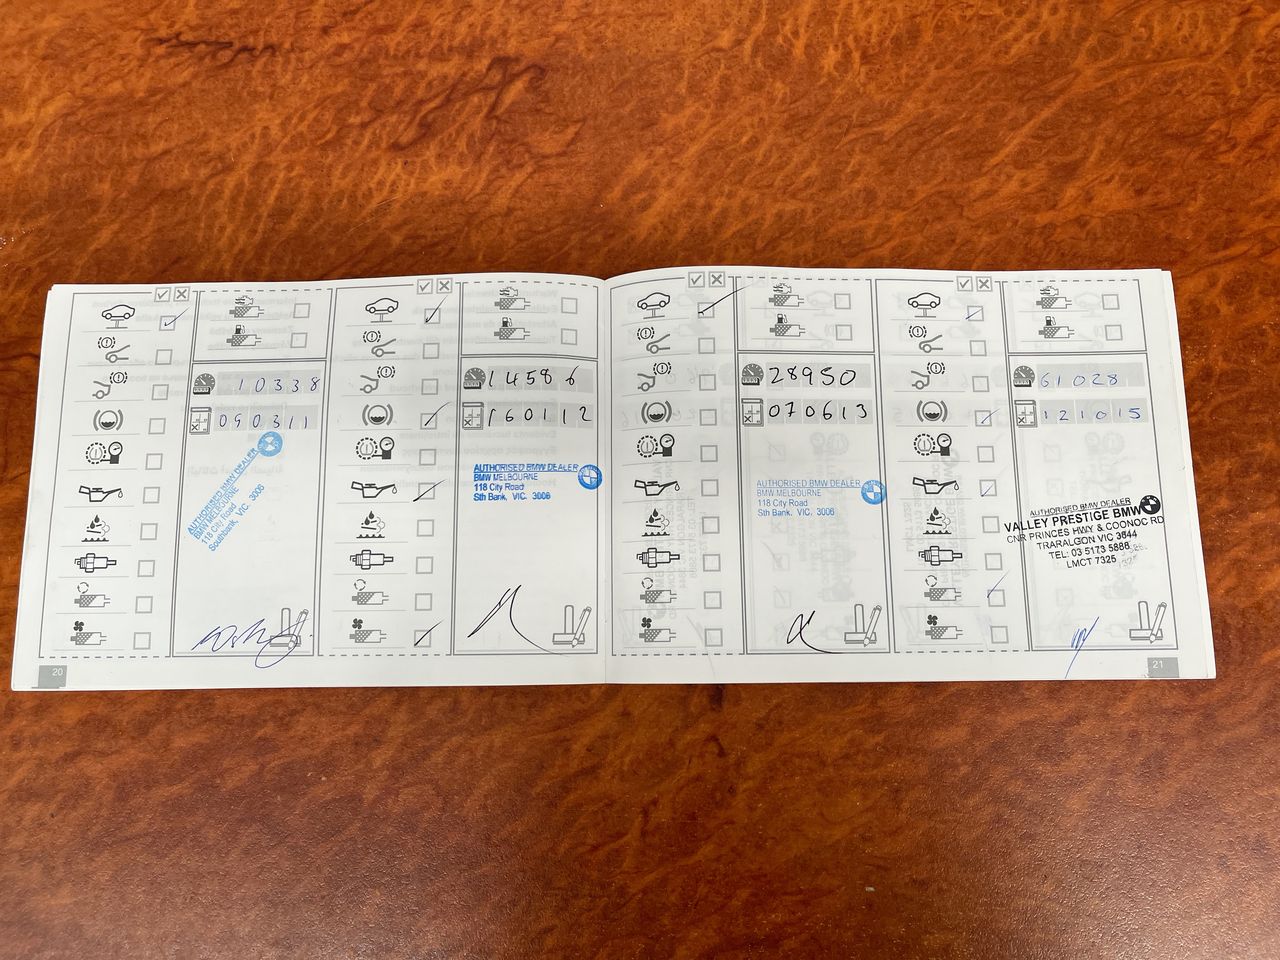 10338
090311
AUTHORISED BMW DEALER
BMW MELBOURNE
118 City Road
Southbank, VIC. 3006
20
14586
160112
AUTHORISED BMW DEALER
BMW MELBOURNE
118 City Road
Sth Bank, VIC. 3006
28950
070613
AUTHORISED BMW DEALER
BMW MELBOURNE
118 City Road
Sth Bank, VIC. 3006
61028
121015
AUTHORISED BMW DEALER
VALLEY PRESTIGE BMW
CNR PRINCES HWY & COONOC RD
TRARALGON VIC 3844
TEL: 03 5173 5888
LMCT 7325
21